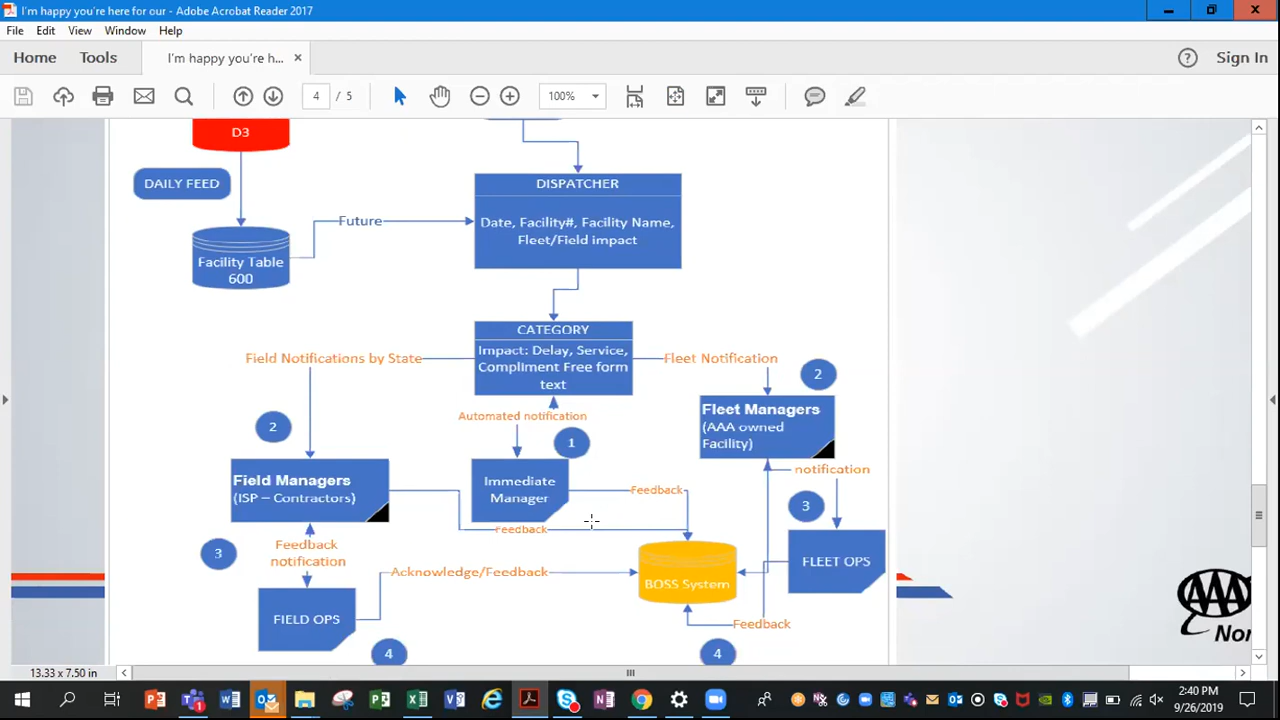 I'm happy you're here for our - Adobe Acrobat Reader 2017
File Edit View Window Help
Home Tools I'm happy you're h... × Sign In
4 / 5 100%
D3
DAILY FEED
DISPATCHER
Date, Facility#, Facility Name,
Fleet/Field impact
Future
Facility Table
600
CATEGORY
Impact: Delay, Service,
Compliment Free form
text
Field Notifications by State
Fleet Notification
2
Fleet Managers
(AAA owned
Facility)
Automated notification
1
2
Field Managers
(ISP – Contractors)
Immediate
Manager
Feedback
notification
3
FLEET OPS
Feedback
3
Feedback
notification
Acknowledge/Feedback
BOSS System
FIELD OPS
Feedback
4
4
AAA
Nor
13.33 x 7.50 in
2:40 PM
9/26/2019